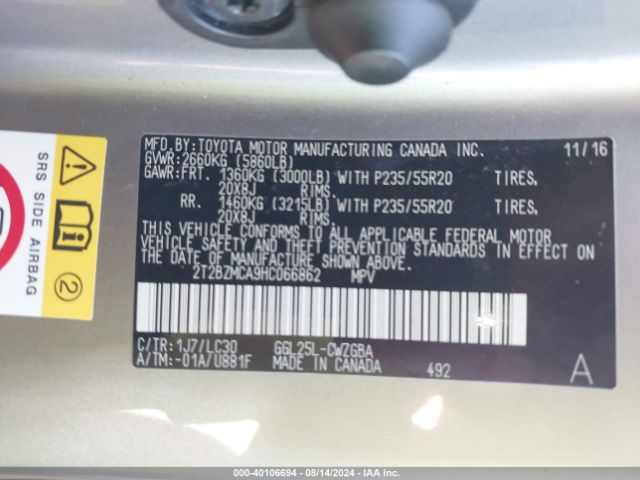 MFD.BY:TOYOTA MOTOR MANUFACTURING CANADA INC. 11/16
GVWR:2660KG (5860LB)
GAWR:FRT. 1360KG (3000LB) WITH P235/55R20 TIRES,
20X8J RIMS.
RR. 1460KG (3215LB) WITH P235/55R20 TIRES,
20X8J RIMS.
THIS VEHICLE CONFORMS TO ALL APPLICABLE FEDERAL MOTOR
VEHICLE SAFETY AND THEFT PREVENTION STANDARDS IN EFFECT ON
THE DATE OF MANUFACTURE SHOWN ABOVE.
2T2BZMCA9HC066862 MPV
C/TR:1J7/LC30 GGL25L-CWZGBA
A/TM:-01A/U881F MADE IN CANADA 492 A
SRS SIDE AIRBAG
2
000-40106694 - 08/14/2024 - IAA Inc.